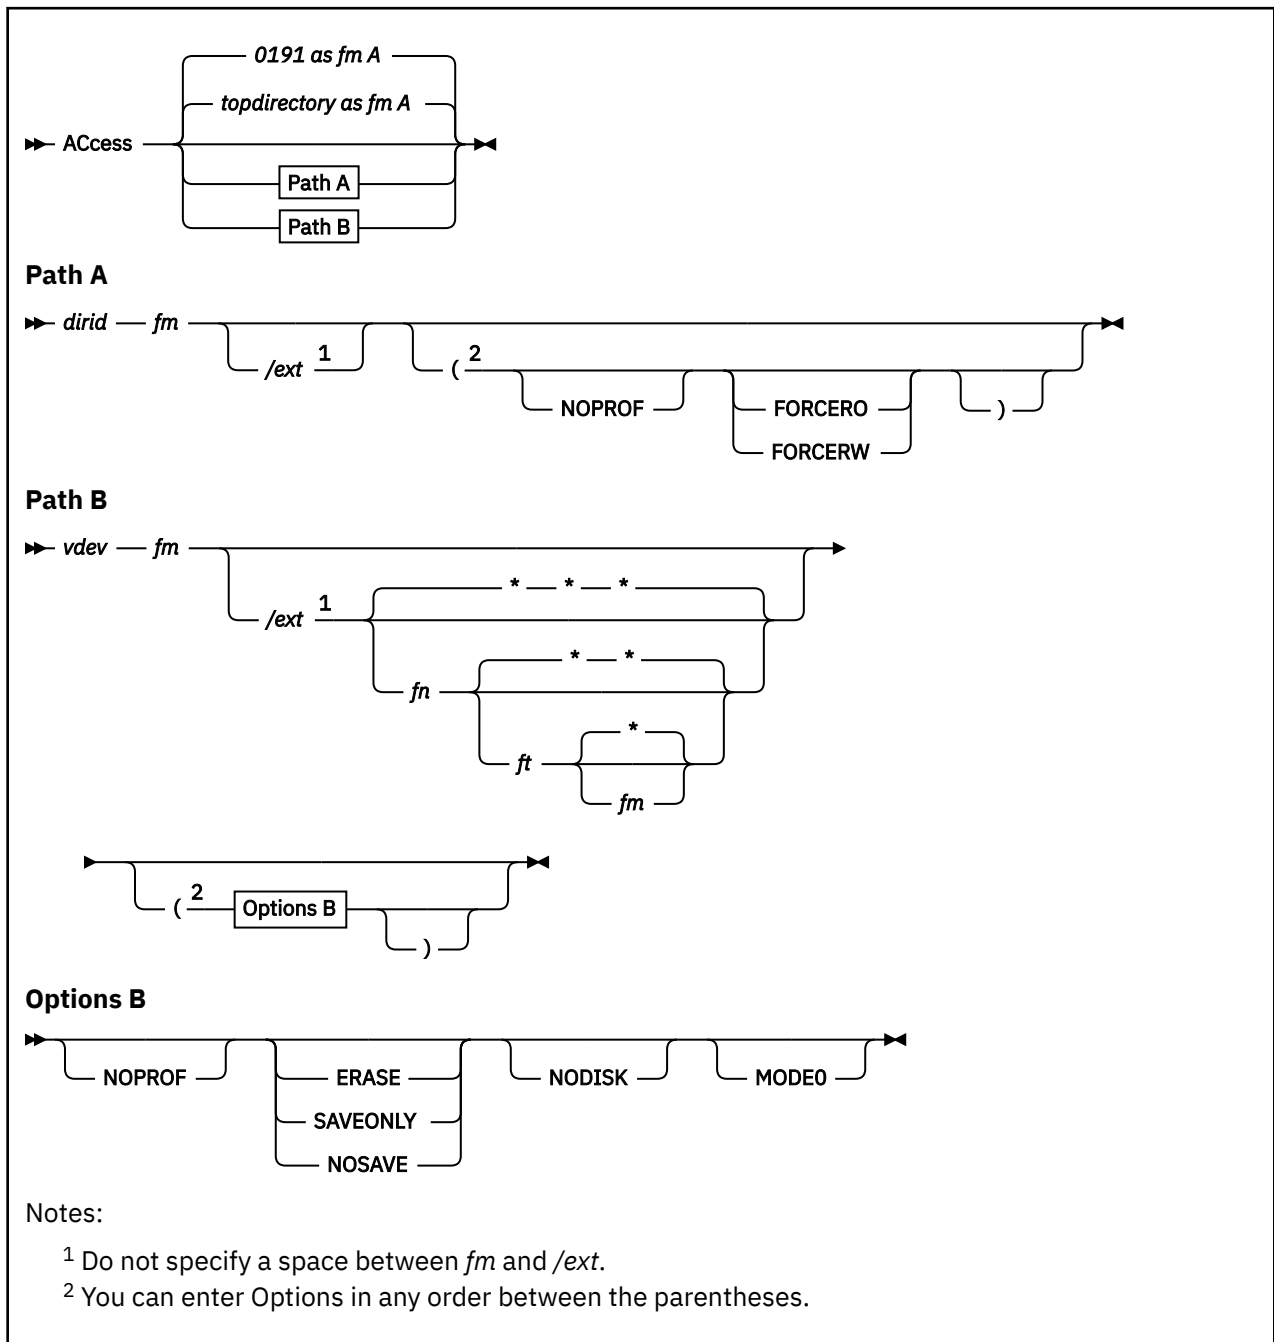 0191 as fm A
topdirectory as fm A
ACcess
Path A
Path B
Path A
dirid fm
/ext 1
( 2
NOPROF FORCERO )
FORCERW
Path B
vdev fm
* * *
/ext 1
* *
fn
*
ft
fm
( 2 Options B
)
Options B
NOPROF ERASE NODISK MODE0
SAVEONLY
NOSAVE
Notes:
1 Do not specify a space between fm and /ext.
2 You can enter Options in any order between the parentheses.